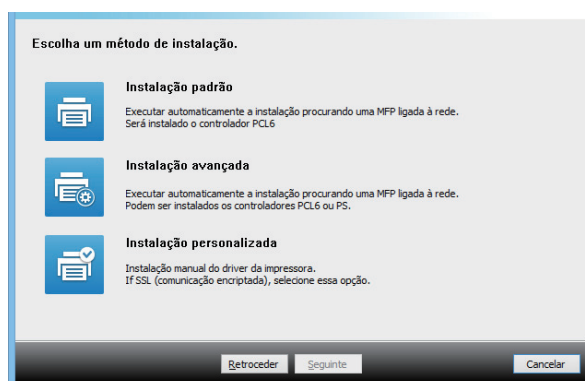 Escolha um método de instalação.
Instalação padrão
Executar automaticamente a instalação procurando uma MFP ligada à rede.
Será instalado o controlador PCL6
Instalação avançada
Executar automaticamente a instalação procurando uma MFP ligada à rede.
Podem ser instalados os controladores PCL6 ou PS.
Instalação personalizada
Instalação manual do driver da impressora.
If SSL (comunicação encriptada), selecione essa opção.
Retroceder Seguinte Cancelar